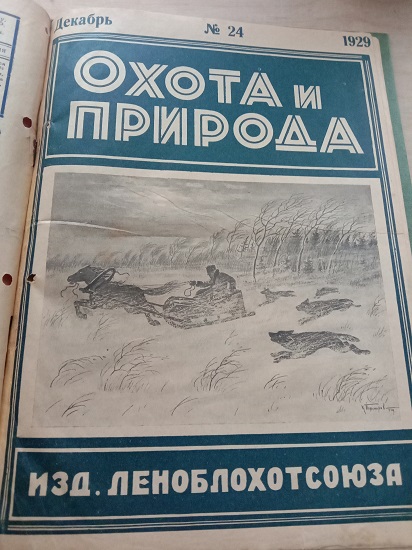 Декабрь № 24 1929
ОХОТА И
ПРИРОДА
ИЗД. ЛЕНОБЛОХОТСОЮЗА